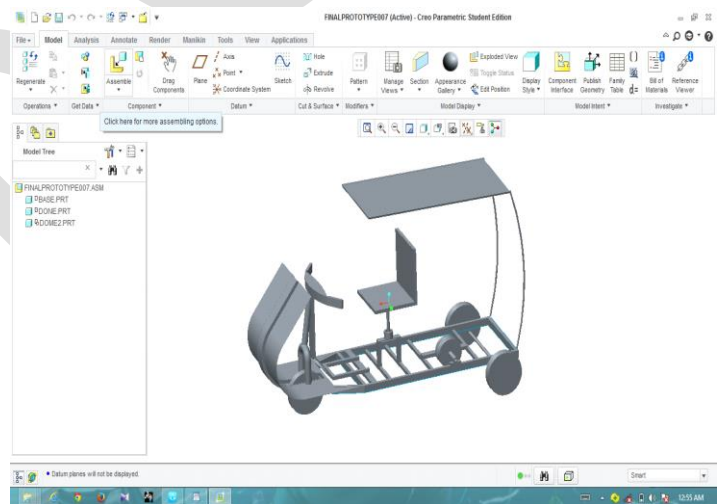 FINALPROTOTYPE007 (Active) - Creo Parametric Student Edition
File Model Analysis Annotate Render Manikin Tools View Applications
Regenerate
Assemble
Drag Components
Plane
Axis
Point
Coordinate System
Sketch
Hole
Extrude
Revolve
Pattern
Manage Views
Section
Appearance Gallery
Exploded View
Toggle Status
Edit Position
Display Style
Component Interface
Publish Geometry
Family Table
d=
Bill of Materials
Reference Viewer
Operations Get Data Component Datum Cut & Surface Modifiers Model Display Model Intent Investigate
Click here for more assembling options.
Model Tree
FINALPROTOTYPE007.ASM
BASE.PRT
DONE.PRT
DOME2.PRT
Datum planes will not be displayed.
Smart
12:55 AM